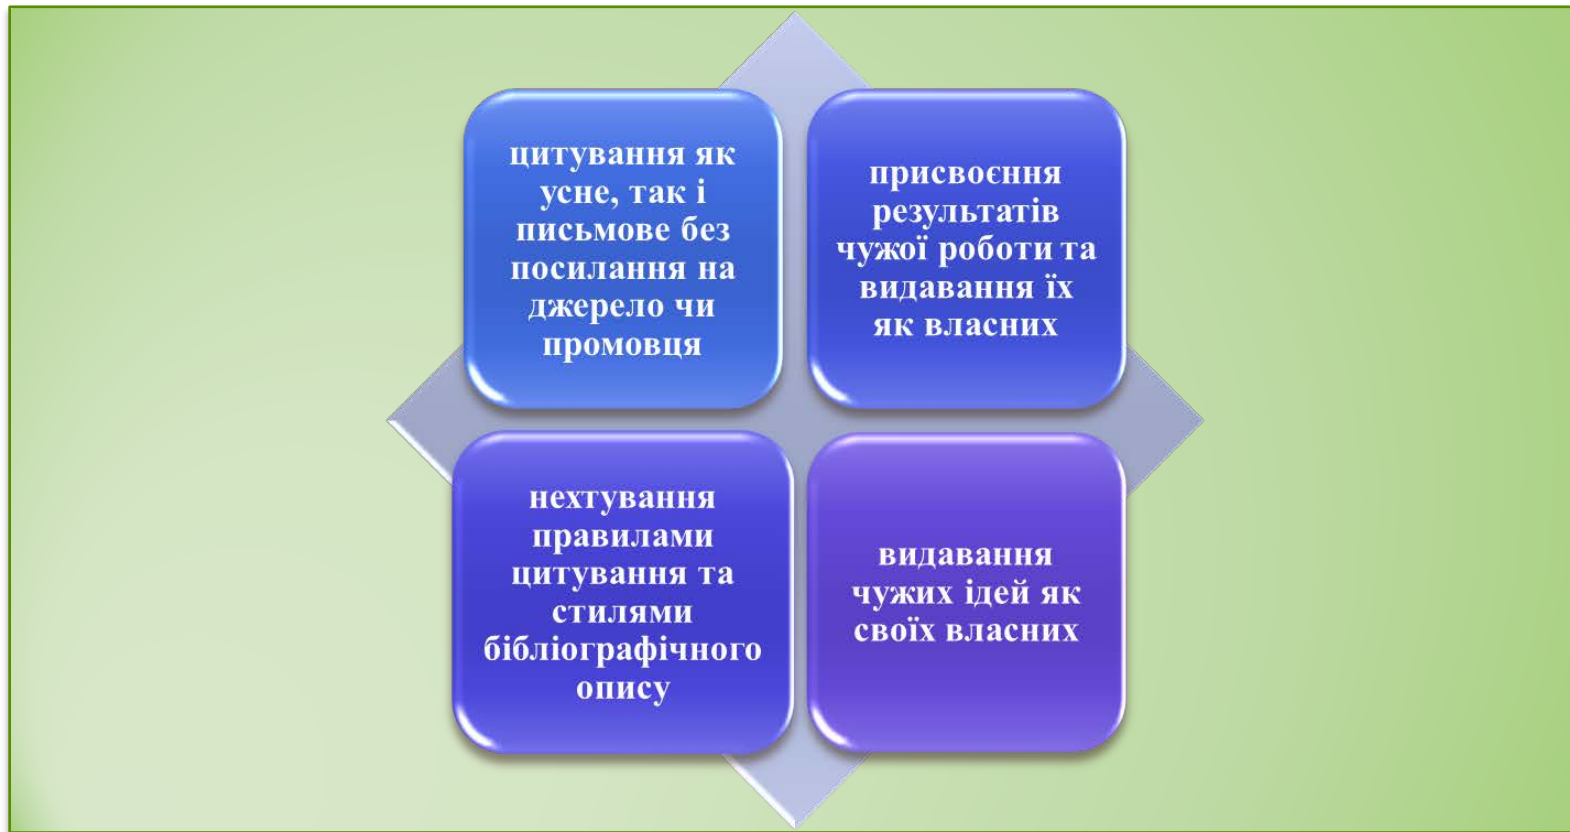 цитування як
усне, так і
письмове без
посилання на
джерело чи
промовця
присвоєння
результатів
чужої роботи та
видавання їх
як власних
нехтування
правилами
цитування та
стилями
бібліографічного
опису
видавання
чужих ідей як
своїх власних